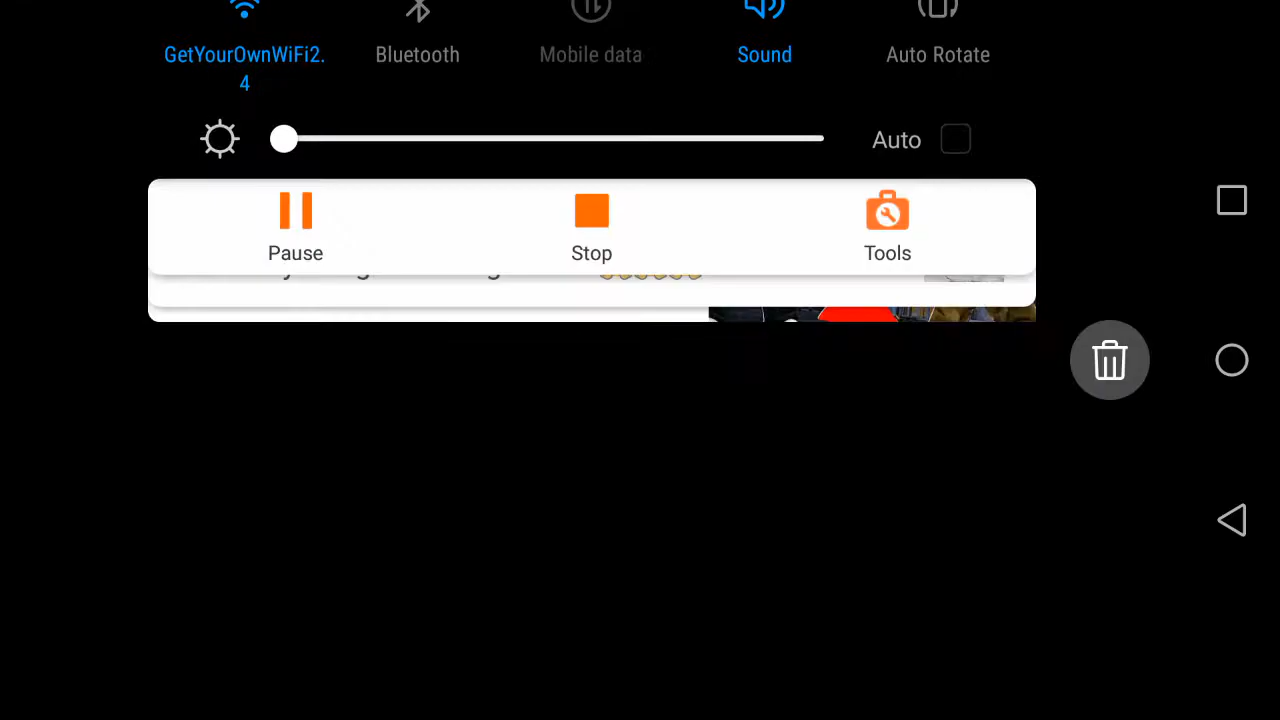 GetYourOwnWiFi2.
4
Bluetooth
Mobile data
Sound
Auto Rotate
Auto
Pause
Stop
Tools